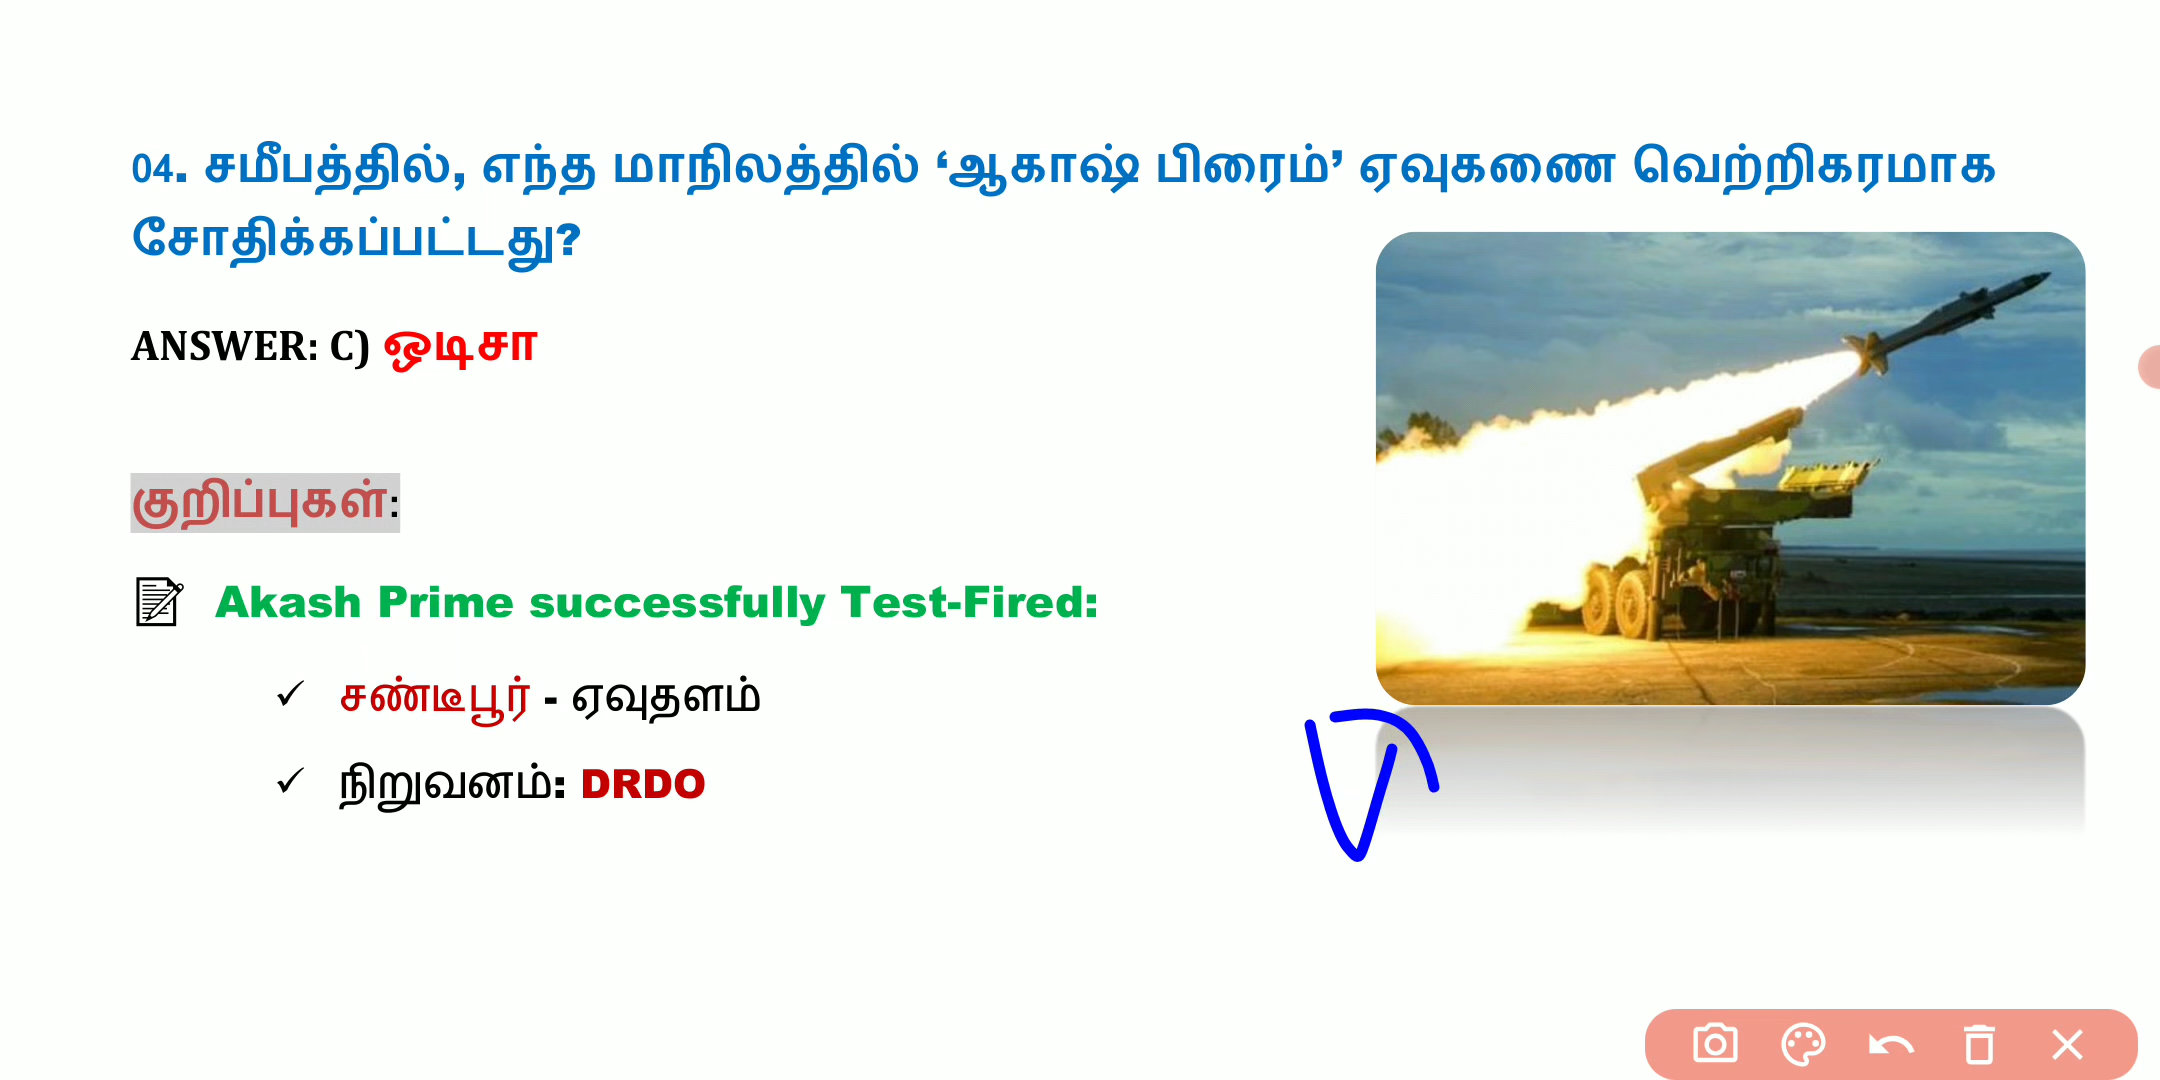 04. சமீபத்தில், எந்த மாநிலத்தில் ‘ஆகாஷ் பிரைம்’ ஏவுகணை வெற்றிகரமாக
சோதிக்கப்பட்டது?
ANSWER: C) ஒடிசா
குறிப்புகள்:
Akash Prime successfully Test-Fired:
✓ சண்டீபூர் - ஏவுதளம்
✓ நிறுவனம்: DRDO